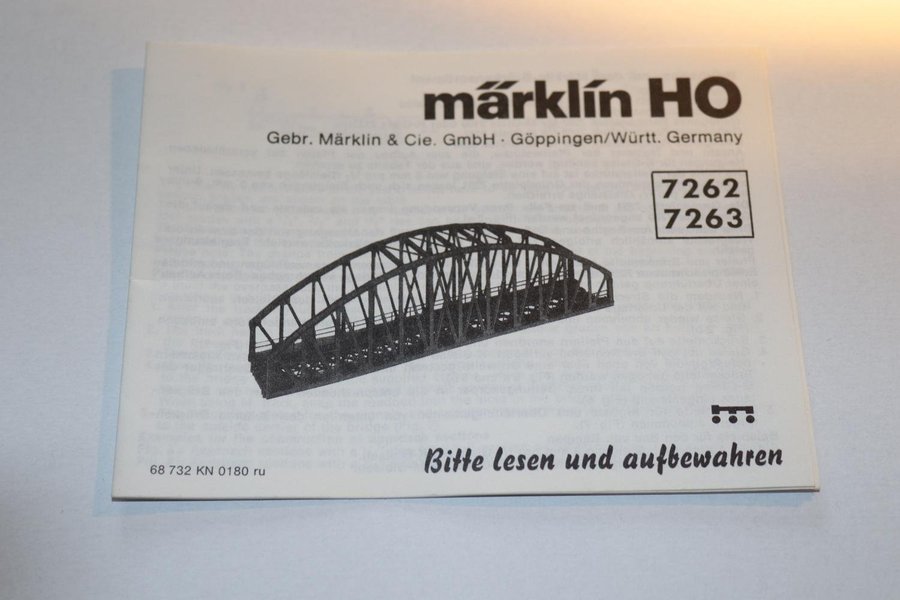 märklin HO
Gebr. Märklin & Cie. GmbH · Göppingen/Württ. Germany
7262
7263
Bitte lesen und aufbewahren
68 732 KN 0180 ru